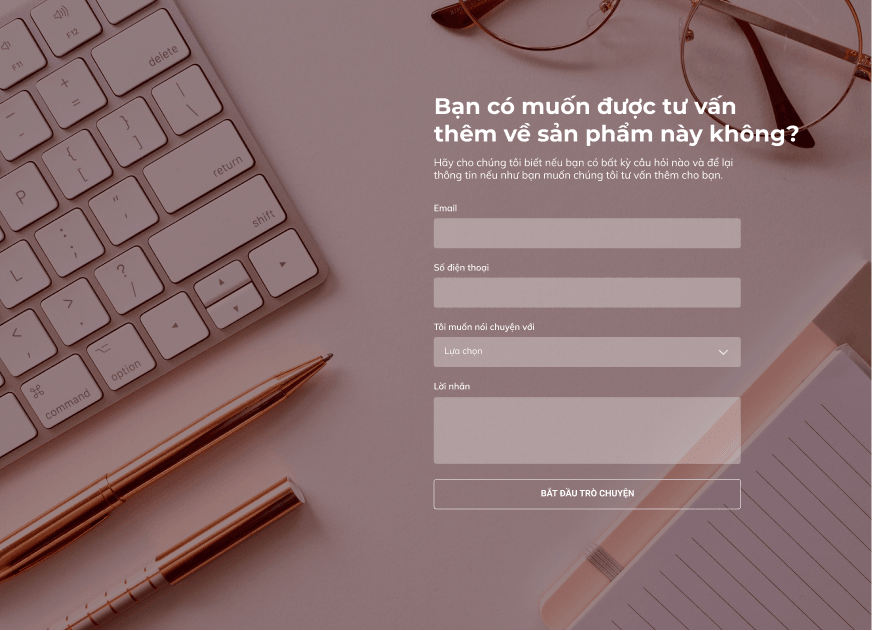 F11
F12
delete
+
=
}
]
|
\
{
[
return
P
"
'
:
;
shift
L
?
/
>
.
<
,
option
command
Bạn có muốn được tư vấn
thêm về sản phẩm này không?
Hãy cho chúng tôi biết nếu bạn có bất kỳ câu hỏi nào và để lại
thông tin nếu như bạn muốn chúng tôi tư vấn thêm cho bạn.
Email
Số điện thoại
Tôi muốn nói chuyện với
Lựa chọn
Lời nhắn
BẮT ĐẦU TRÒ CHUYỆN